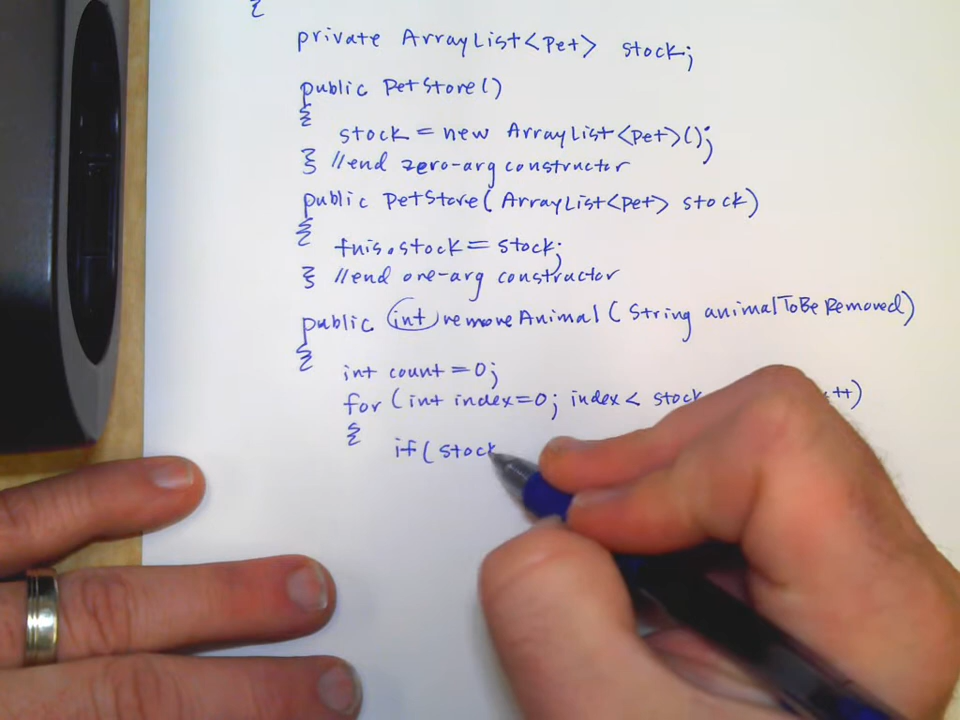 {
private ArrayList<Pet> stock;
public PetStore()
{
stock = new ArrayList<Pet>();
} //end zero-arg constructor
public PetStore( ArrayList<Pet> stock)
{
this.stock = stock;
} //end one-arg constructor
public int removeAnimal( String animalToBeRemoved)
{
int count = 0;
for (int index=0; index< stock ++)
{
if( stock